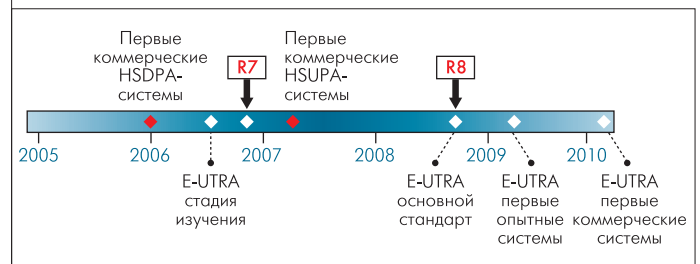 Первые
коммерческие
HSDPA-
системы
R7
Первые
коммерческие
HSUPA-
системы
R8
2005
2006
2007
2008
2009
2010
E-UTRA
стадия
изучения
E-UTRA
основной
стандарт
E-UTRA
первые
опытные
системы
E-UTRA
первые
коммерческие
системы